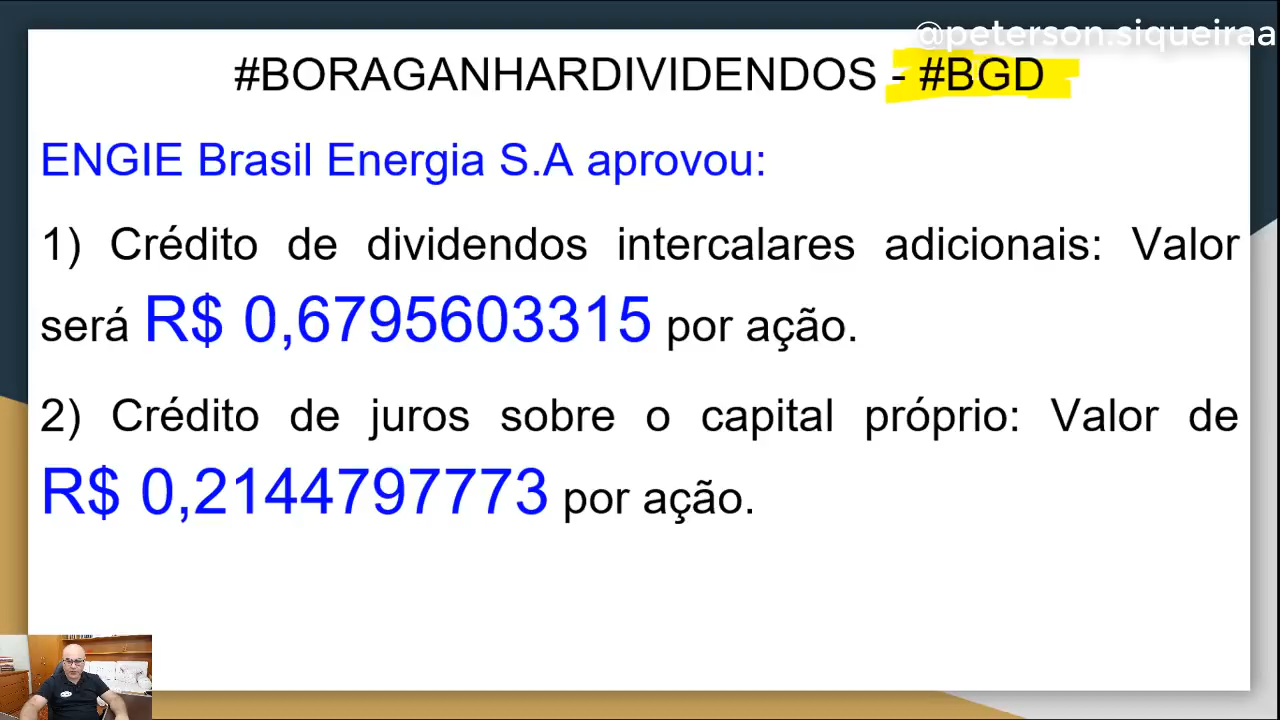 @peterson.siqueiraa
#BORAGANHARDIVIDENDOS - #BGD
ENGIE Brasil Energia S.A aprovou:
1) Crédito de dividendos intercalares adicionais: Valor
será R$ 0,6795603315 por ação.
2) Crédito de juros sobre o capital próprio: Valor de
R$ 0,2144797773 por ação.